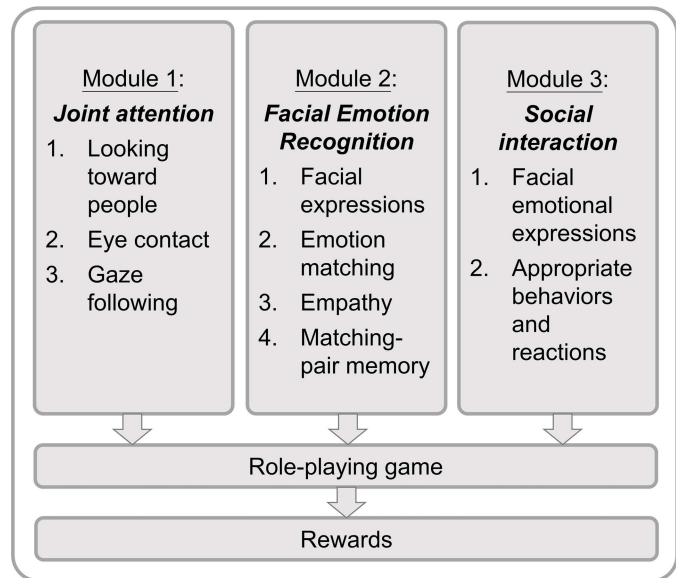 Module 1:
Joint attention
1. Looking
toward
people
2. Eye contact
3. Gaze
following
Module 2:
Facial Emotion
Recognition
1. Facial
expressions
2. Emotion
matching
3. Empathy
4. Matching-
pair memory
Module 3:
Social
interaction
1. Facial
emotional
expressions
2. Appropriate
behaviors
and
reactions
Role-playing game
Rewards